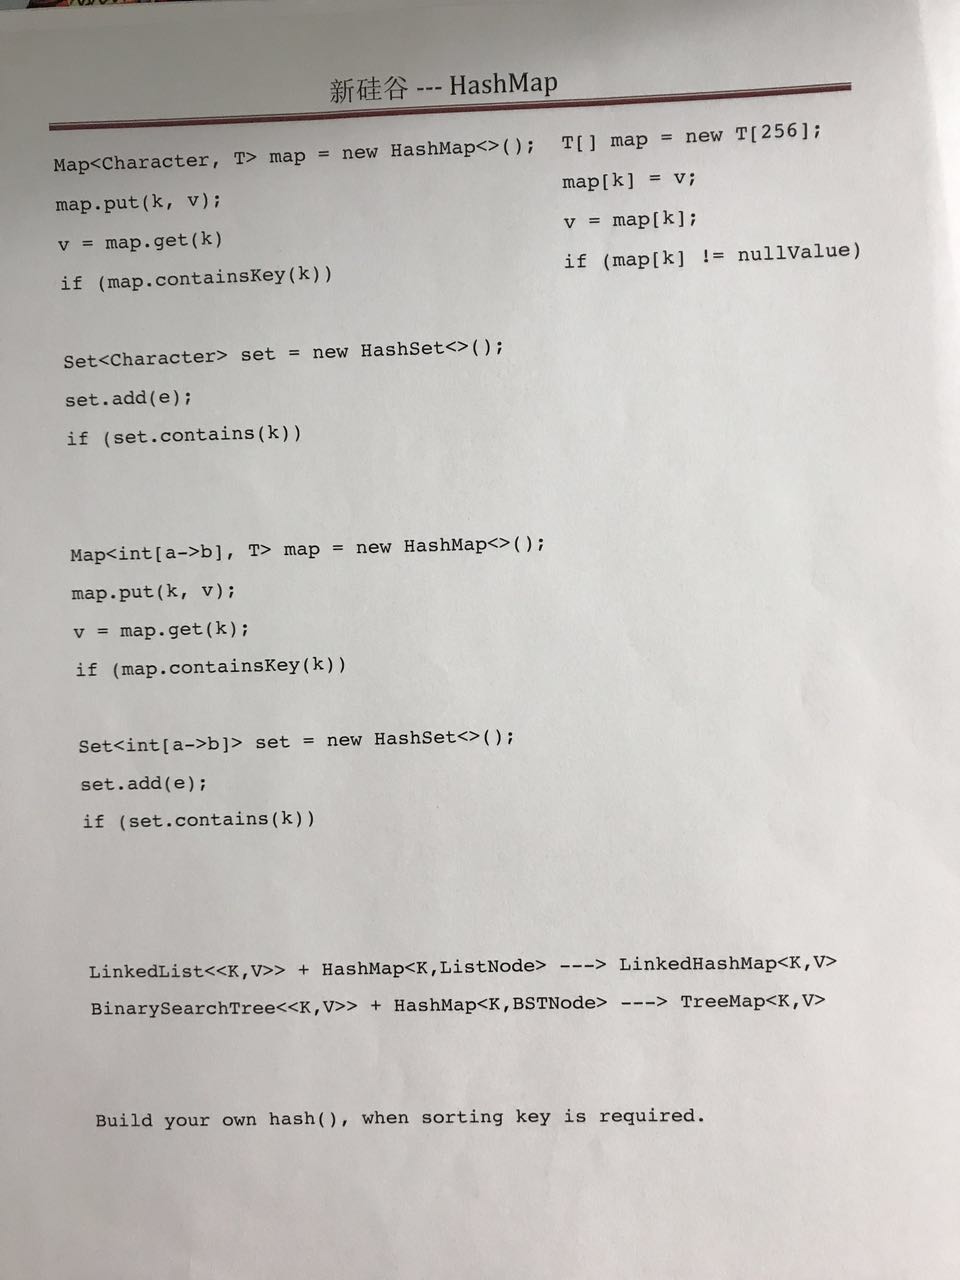 新硅谷 --- HashMap
Map<Character, T> map = new HashMap<>(); T[] map = new T[256];
map.put(k, v); map[k] = v;
v = map.get(k) v = map[k];
if (map.containsKey(k)) if (map[k] != nullValue)
Set<Character> set = new HashSet<>();
set.add(e);
if (set.contains(k))
Map<int[a->b], T> map = new HashMap<>();
map.put(k, v);
v = map.get(k);
if (map.containsKey(k))
Set<int[a->b]> set = new HashSet<>();
set.add(e);
if (set.contains(k))
LinkedList<<K,V>> + HashMap<K,ListNode> ---> LinkedHashMap<K,V>
BinarySearchTree<<K,V>> + HashMap<K,BSTNode> ---> TreeMap<K,V>
Build your own hash(), when sorting key is required.